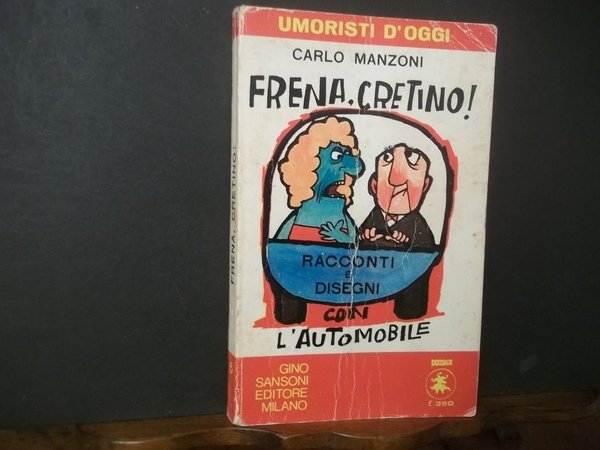 UMORISTI D'OGGI
CARLO MANZONI
FRENA, CRETINO!
RACCONTI
E
DISEGNI
CON
L'AUTOMOBILE
GINO
SANSONI
EDITORE
MILANO
£ 350
FRENA, CRETINO!